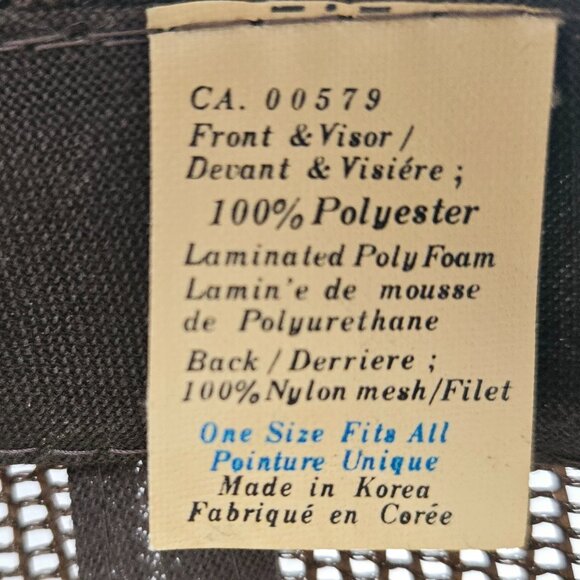 CA. 00579
Front & Visor /
Devant & Visiére ;
100% Polyester
Laminated Poly Foam
Lamin'e de mousse
de Polyurethane
Back / Derriere ;
100% Nylon mesh/Filet
One Size Fits All
Pointure Unique
Made in Korea
Fabriqué en Corée